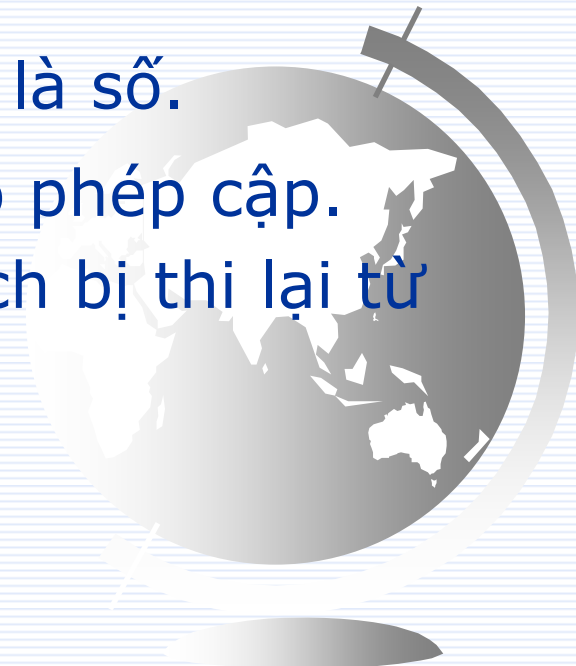 là số.
phép cập.
ch bị thi lại từ